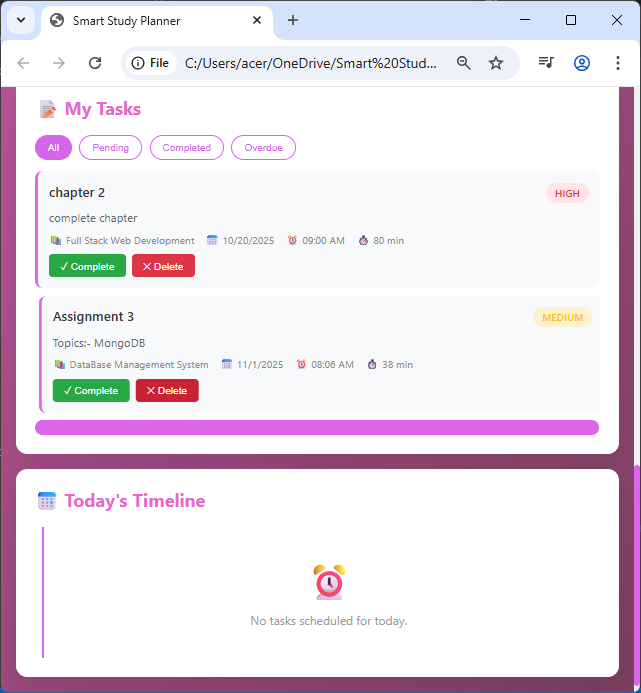 Smart Study Planner
File C:/Users/acer/OneDrive/Smart%20Stud...
My Tasks
All Pending Completed Overdue
chapter 2 HIGH
complete chapter
Full Stack Web Development 10/20/2025 09:00 AM 80 min
✓ Complete ✕ Delete
Assignment 3 MEDIUM
Topics:- MongoDB
DataBase Management System 11/1/2025 08:06 AM 38 min
✓ Complete ✕ Delete
Today's Timeline
No tasks scheduled for today.